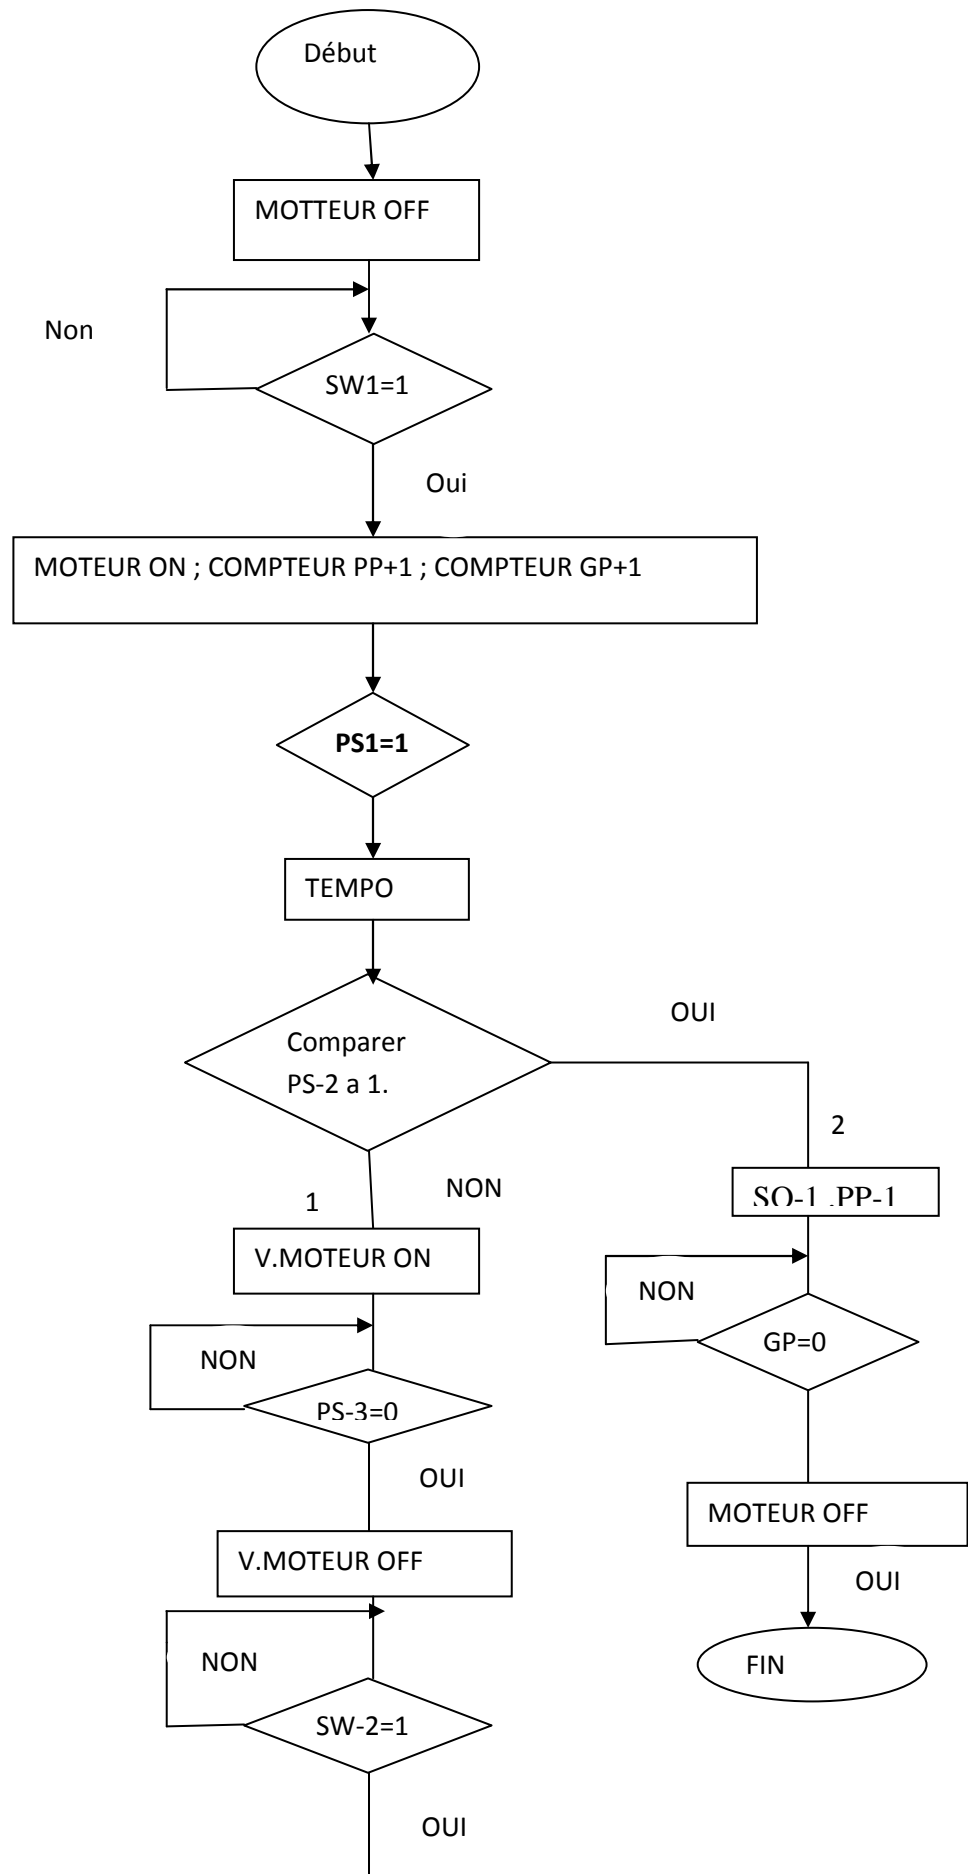 Début
MOTTEUR OFF
Non
SW1=1
Oui
MOTEUR ON ; COMPTEUR PP+1 ; COMPTEUR GP+1
PS1=1
TEMPO
OUI
Comparer
PS-2 a 1.
2
NON
1
SO-1 .PP-1
V.MOTEUR ON
NON
GP=0
NON
PS-3=0
OUI
MOTEUR OFF
V.MOTEUR OFF
OUI
NON
FIN
SW-2=1
OUI